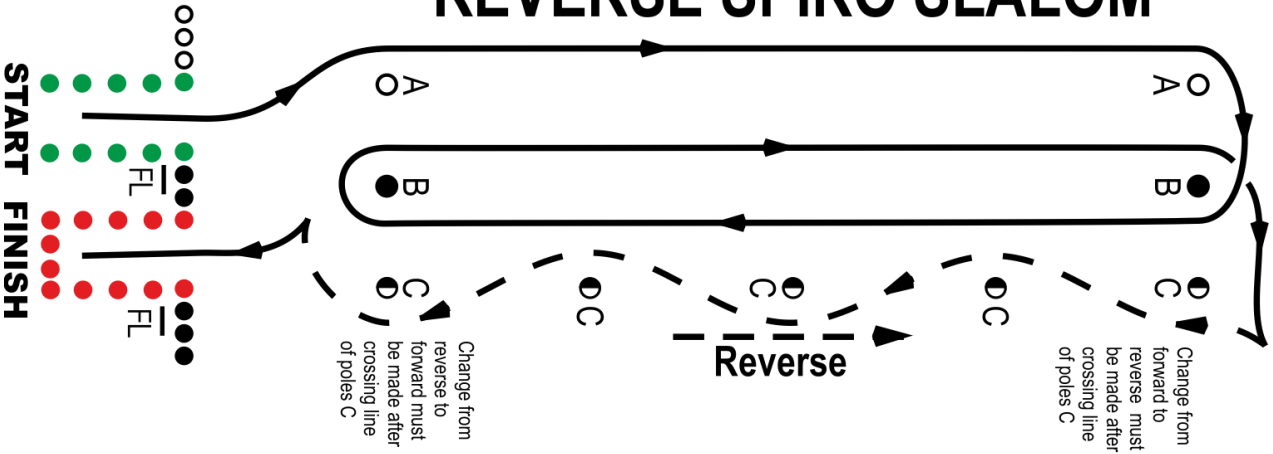 REVERSE SPIRO SLALOM
START
FINISH
FL
FL
A
A
B
B
C
C
C
C
C
Reverse
Change from
reverse to
forward must
be made after
crossing line
of poles C
Change from
forward to
reverse must
be made after
crossing line
of poles C